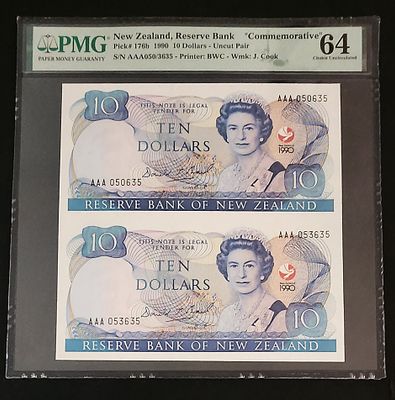 PMG
PAPER MONEY GUARANTY
New Zealand, Reserve Bank "Commemorative"
Pick# 176b 1990 10 Dollars - Uncut Pair
S/N AAA050/3635 - Printer: BWC - Wmk: J. Cook
64
Choice Uncirculated
10
THIS NOTE IS LEGAL
TENDER FOR
TEN
DOLLARS
AAA 050635
AAA 050635
1990
10
RESERVE BANK OF NEW ZEALAND
10
THIS NOTE IS LEGAL
TENDER FOR
TEN
DOLLARS
AAA 053635
AAA 053635
1990
10
RESERVE BANK OF NEW ZEALAND